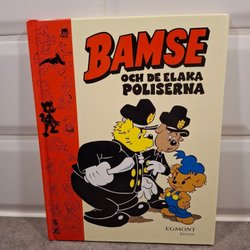 BAMSE
OCH DE ELAKA
POLISERNA
EGMONT